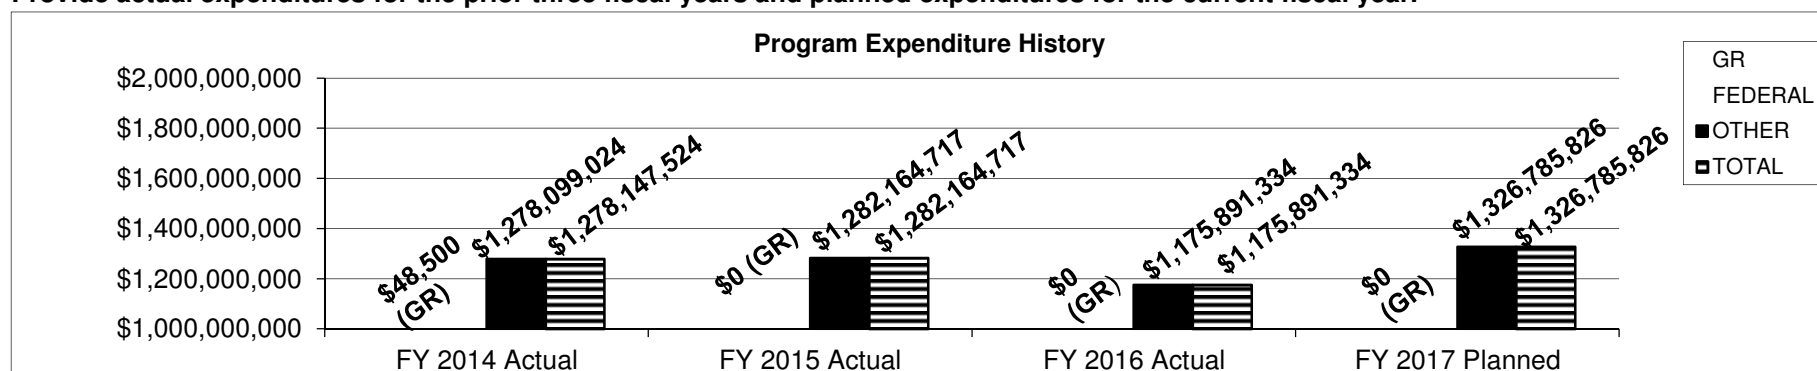 Provide actual expenditures for the prior three fiscal years and planned expenditures for the current fiscal year.
Program Expenditure History
$2,000,000,000
$1,800,000,000
$1,600,000,000
$1,400,000,000
$1,200,000,000
$1,000,000,000
$48,500
(GR)
$1,278,099,024
$1,278,147,524
$0 (GR)
$1,282,164,717
$1,282,164,717
$0
(GR)
$1,175,891,334
$1,175,891,334
$0
(GR)
$1,326,785,826
$1,326,785,826
FY 2014 Actual
FY 2015 Actual
FY 2016 Actual
FY 2017 Planned
GR
FEDERAL
OTHER
TOTAL